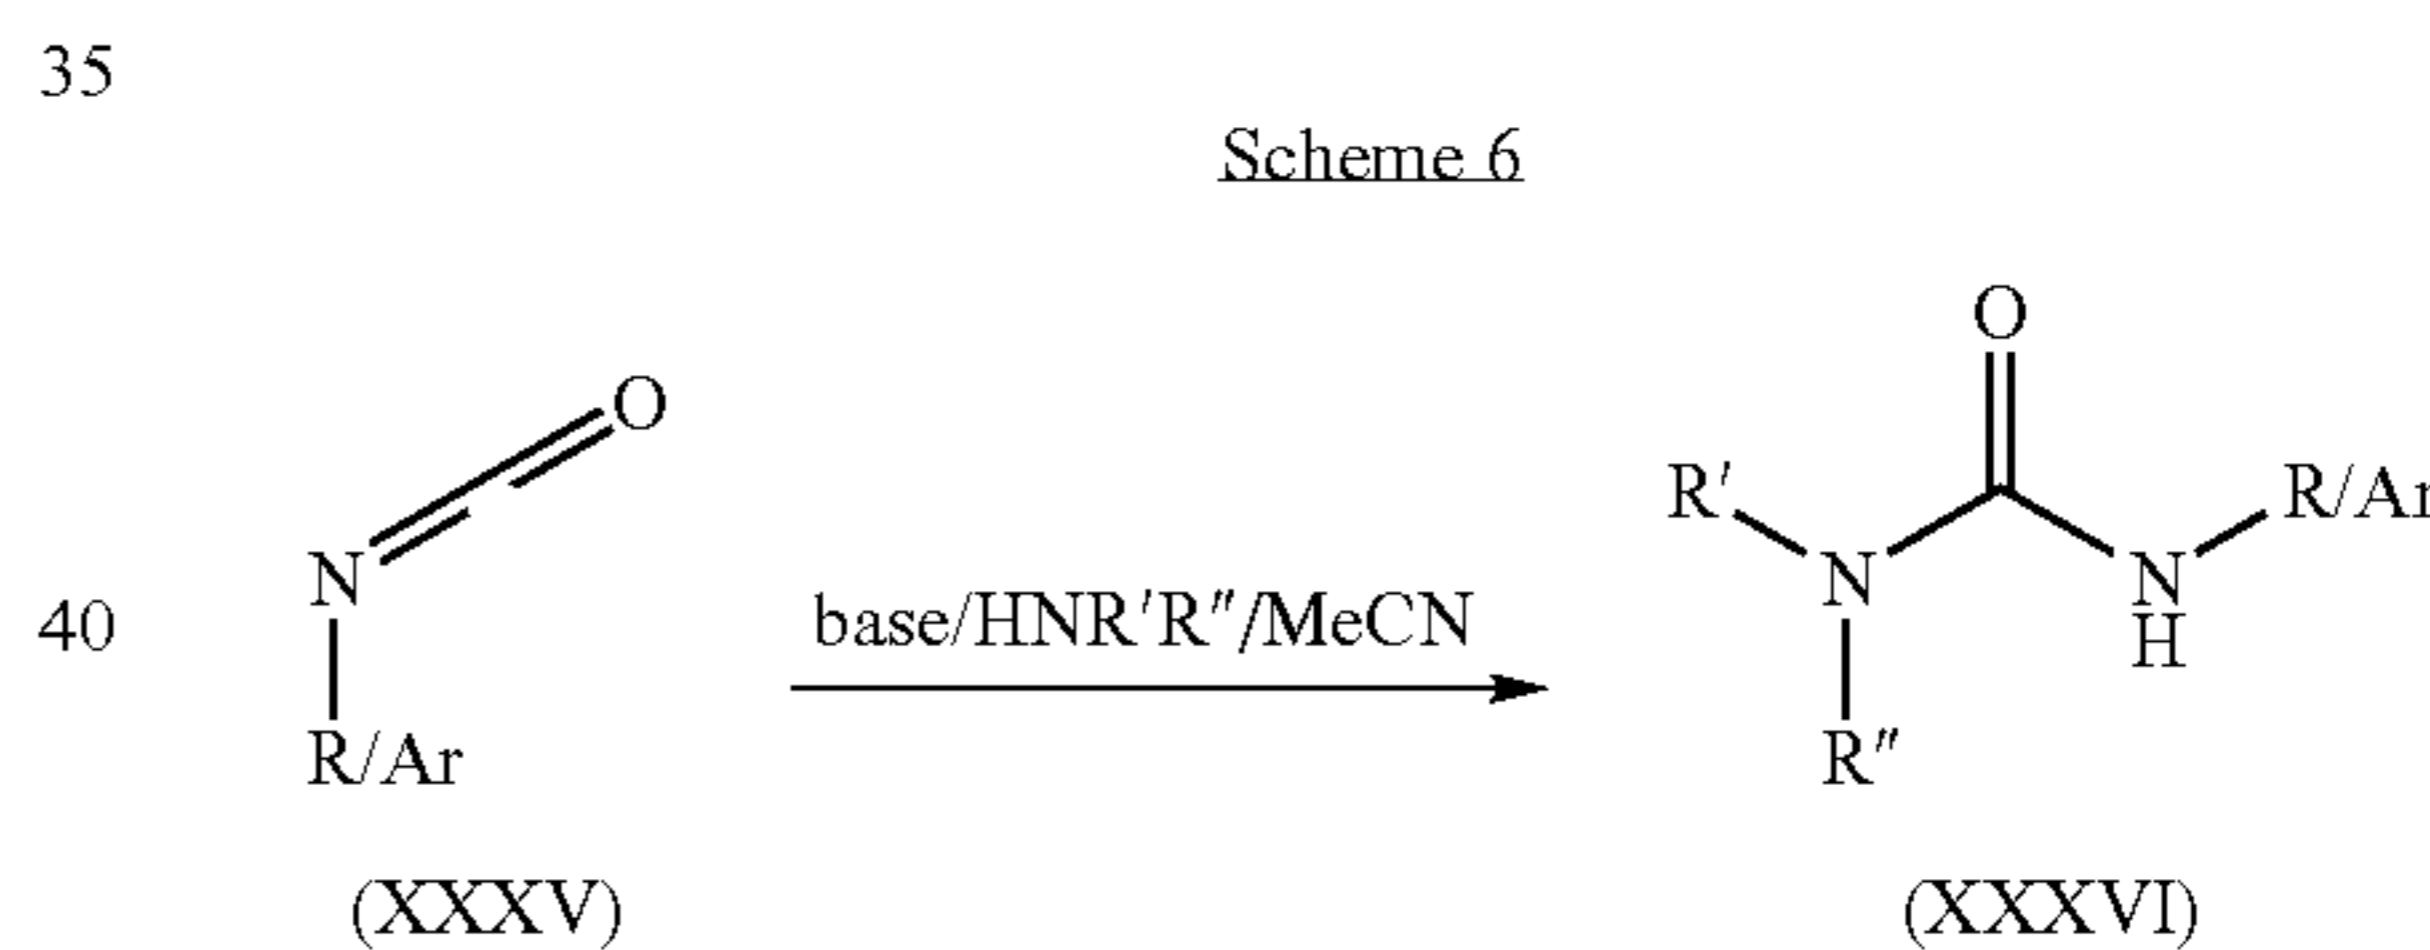 35
Scheme 6
O
O
R' N N R/Ar
H
N
40 base/HNR'R"/MeCN
R/Ar R"
(XXXV) (XXXVI)